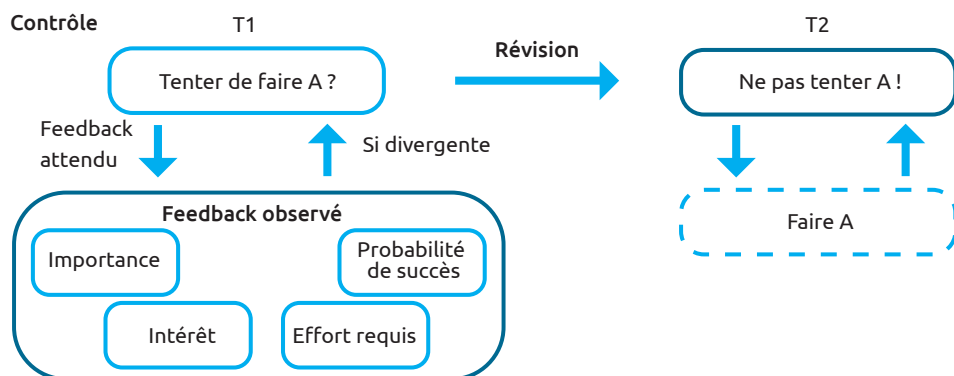 Contrôle
T1
T2
Tenter de faire A ?
Révision
Ne pas tenter A !
Feedback
attendu
Si divergente
Feedback observé
Importance
Probabilité
de succès
Intérêt
Effort requis
Faire A